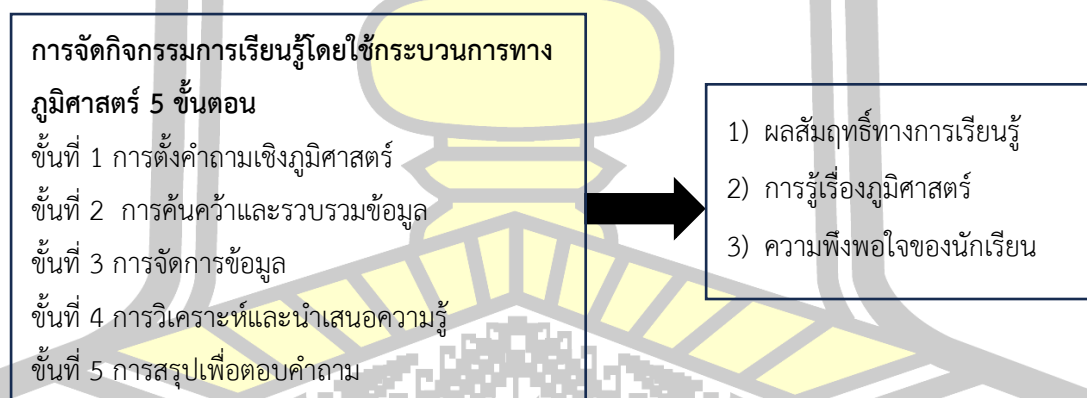 การจัดกิจกรรมการเรียนรู้โดยใช้กระบวนการทาง
ภูมิศาสตร์ 5 ขั้นตอน
ขั้นที่ 1 การตั้งคำถามเชิงภูมิศาสตร์
ขั้นที่ 2 การค้นคว้าและรวบรวมข้อมูล
ขั้นที่ 3 การจัดการข้อมูล
ขั้นที่ 4 การวิเคราะห์และนำเสนอความรู้
ขั้นที่ 5 การสรุปเพื่อตอบคำถาม
1) ผลสัมฤทธิ์ทางการเรียนรู้
2) การรู้เรื่องภูมิศาสตร์
3) ความพึงพอใจของนักเรียน